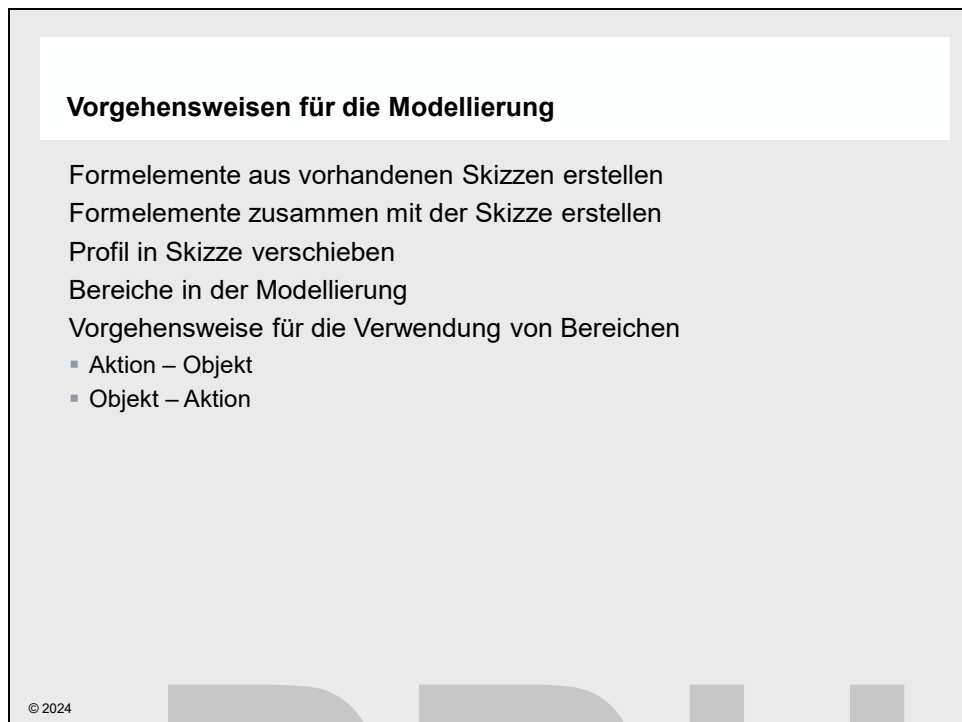 Vorgehensweisen für die Modellierung
Formelemente aus vorhandenen Skizzen erstellen
Formelemente zusammen mit der Skizze erstellen
Profil in Skizze verschieben
Bereiche in der Modellierung
Vorgehensweise für die Verwendung von Bereichen
▪ Aktion – Objekt
▪ Objekt – Aktion
© 2024